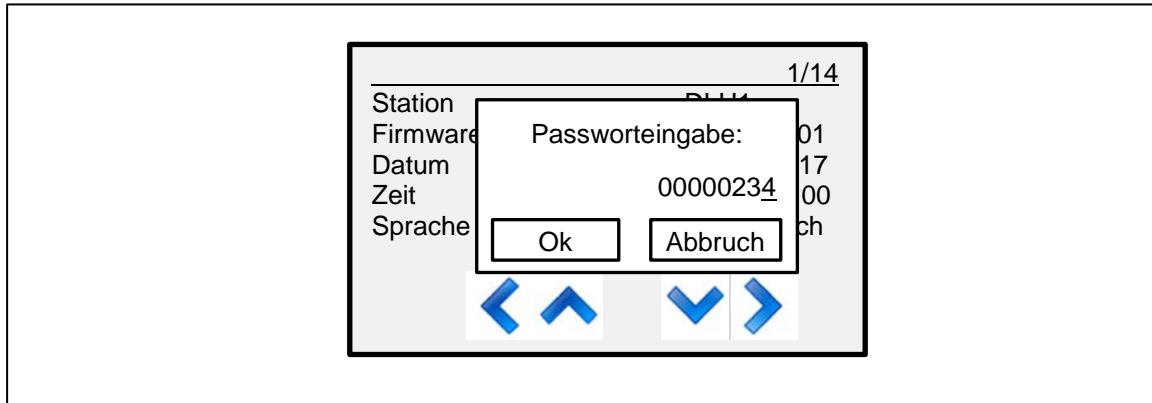 1/14
Station
Firmware 01
Datum 17
Zeit 00
Sprache ch
Passworteingabe:
00000234
Ok Abbruch